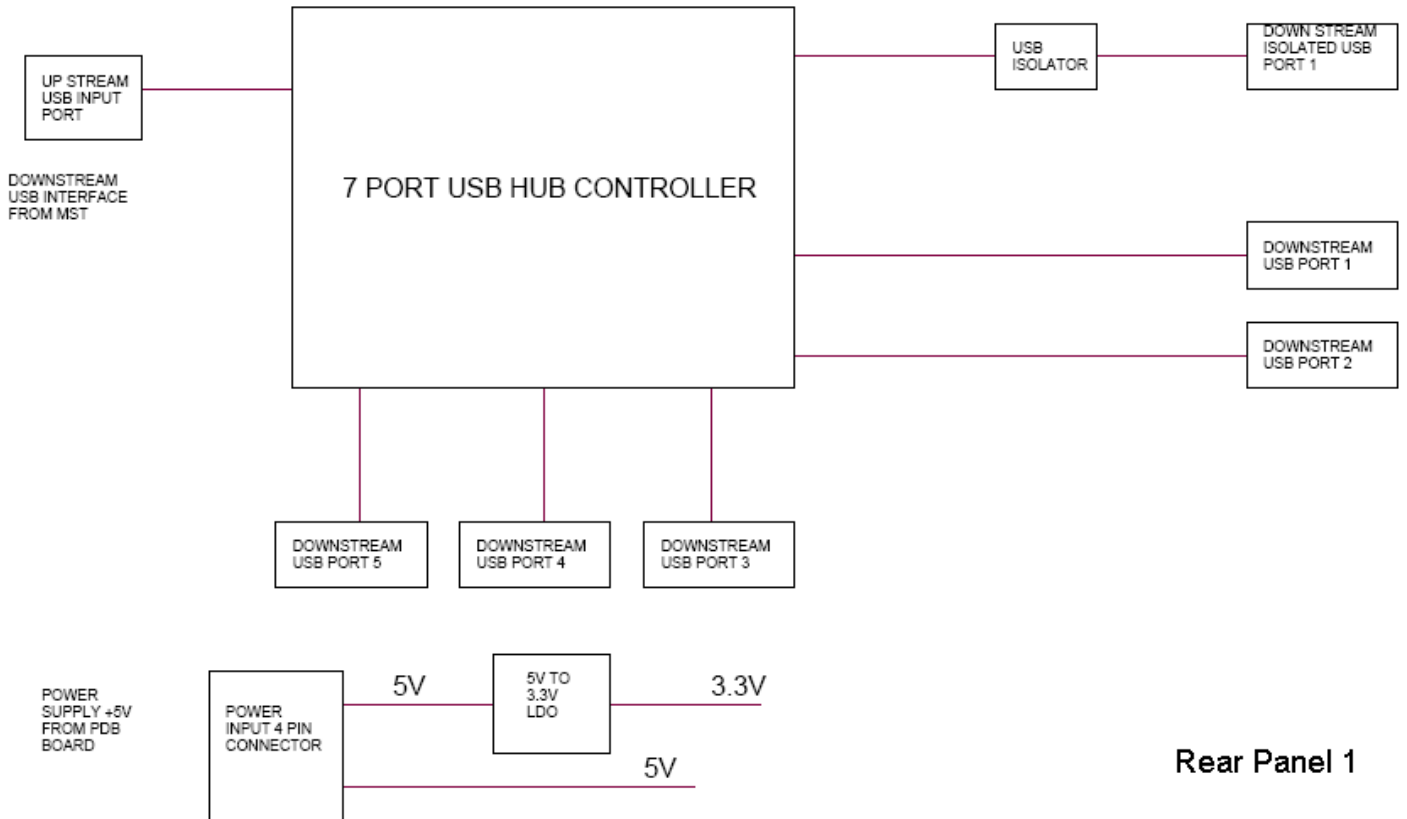 UP STREAM
USB INPUT
PORT
DOWNSTREAM
USB INTERFACE
FROM MST
7 PORT USB HUB CONTROLLER
USB
ISOLATOR
DOWN STREAM
ISOLATED USB
PORT 1
DOWNSTREAM
USB PORT 1
DOWNSTREAM
USB PORT 2
DOWNSTREAM
USB PORT 5
DOWNSTREAM
USB PORT 4
DOWNSTREAM
USB PORT 3
POWER
SUPPLY +5V
FROM PDB
BOARD
POWER
INPUT 4 PIN
CONNECTOR
5V
5V TO
3.3V
LDO
3.3V
5V
Rear Panel 1